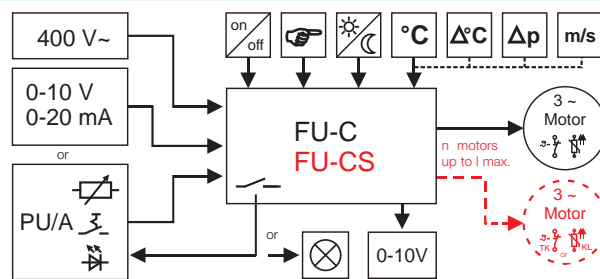 400 V~
on
off
°C
Δ°C
Δp
m/s
0-10 V
0-20 mA
or
PU/A
FU-C
FU-CS
3 ~
Motor
n motors
up to I max.
3 ~
Motor
TK or KL
or
0-10V